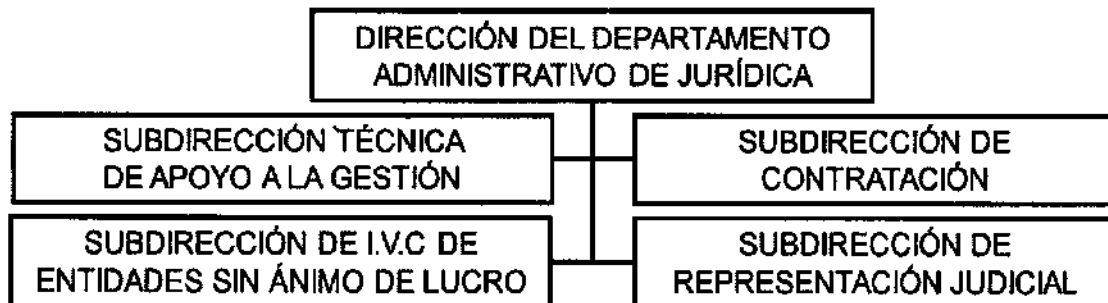 DIRECCIÓN DEL DEPARTAMENTO
ADMINISTRATIVO DE JURÍDICA
SUBDIRECCIÓN TÉCNICA
DE APOYO A LA GESTIÓN
SUBDIRECCIÓN DE
CONTRATACIÓN
SUBDIRECCIÓN DE I.V.C DE
ENTIDADES SIN ÁNIMO DE LUCRO
SUBDIRECCIÓN DE
REPRESENTACIÓN JUDICIAL